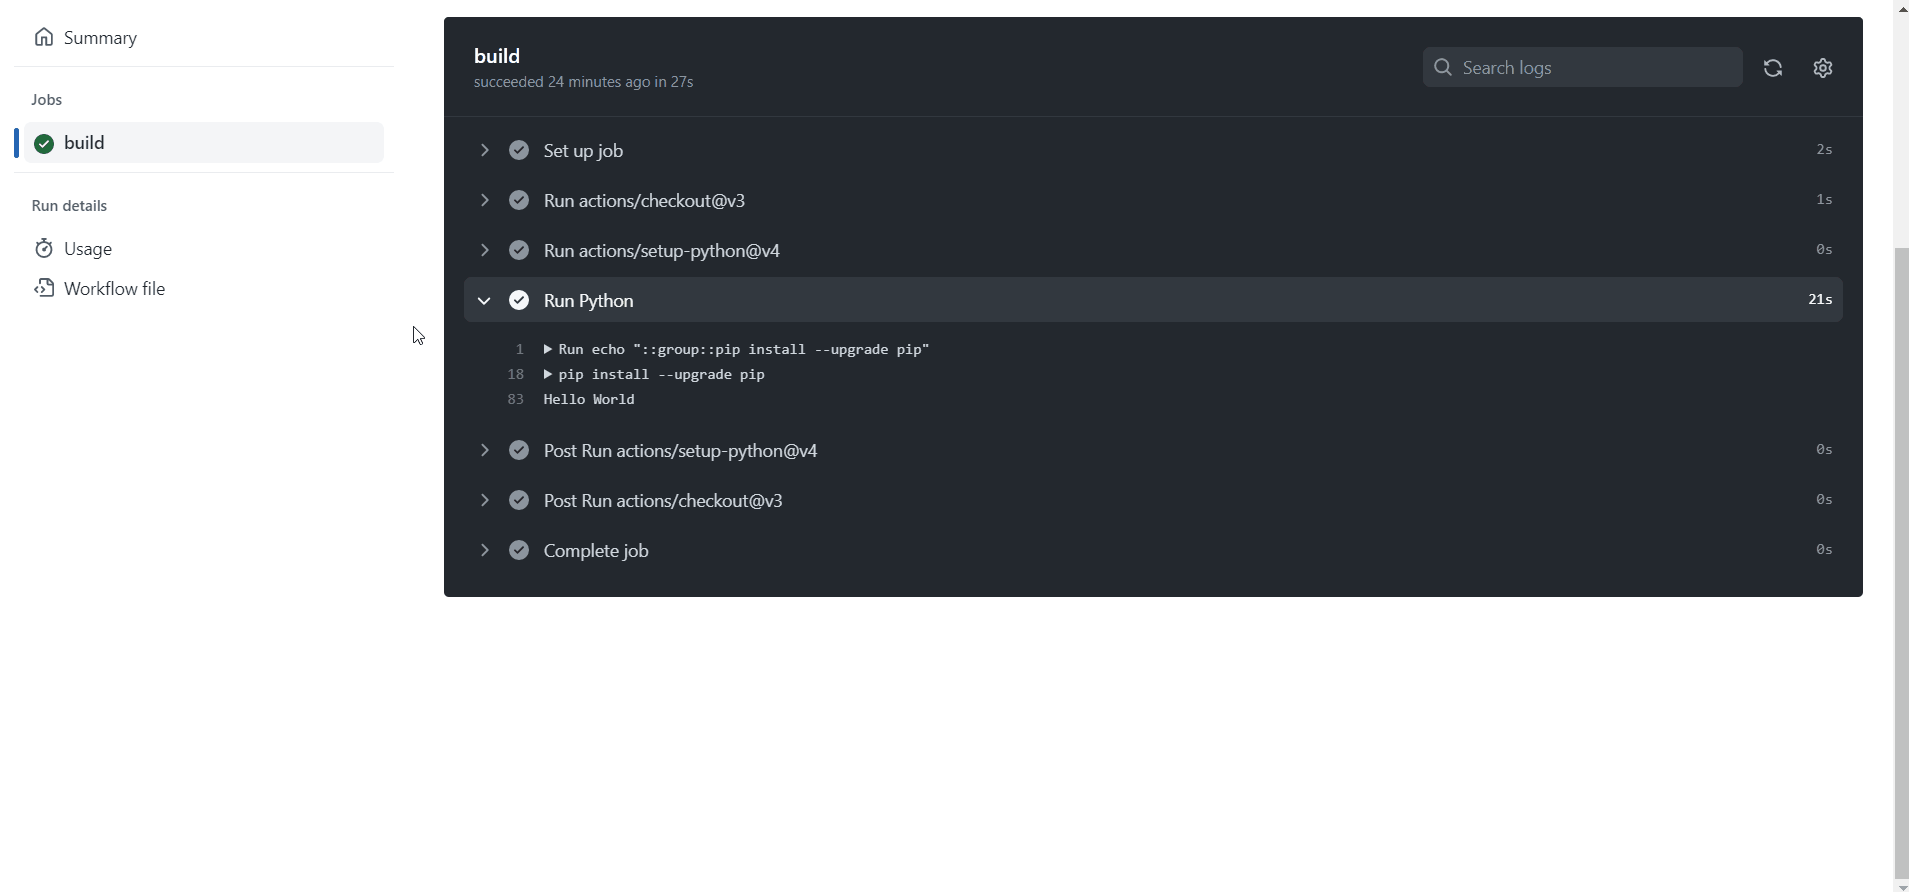 Summary
Jobs
build
Run details
Usage
Workflow file
build
succeeded 24 minutes ago in 27s
Search logs
Set up job 2s
Run actions/checkout@v3 1s
Run actions/setup-python@v4 0s
Run Python 21s
1 Run echo "::group::pip install --upgrade pip"
18 pip install --upgrade pip
83 Hello World
Post Run actions/setup-python@v4 0s
Post Run actions/checkout@v3 0s
Complete job 0s